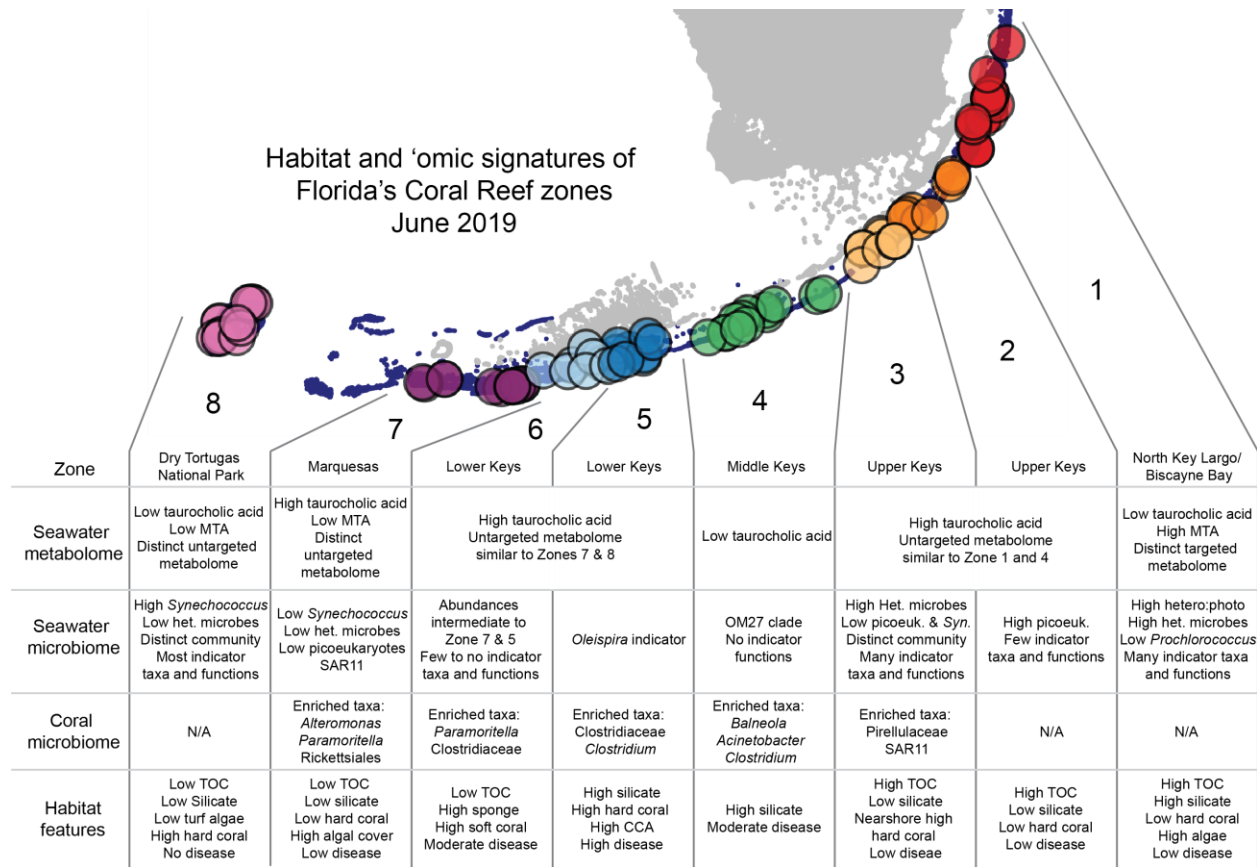 Habitat and ‘omic signatures of
Florida's Coral Reef zones
June 2019
1
2
3
4
5
6
7
8
Zone
Dry Tortugas
National Park
Marquesas
Lower Keys
Lower Keys
Middle Keys
Upper Keys
Upper Keys
North Key Largo/
Biscayne Bay
Seawater
metabolome
Low taurocholic acid
Low MTA
Distinct untargeted
metabolome
High taurocholic acid
Low MTA
Distinct
untargeted
metabolome
High taurocholic acid
Untargeted metabolome
similar to Zones 7 & 8
Low taurocholic acid
High taurocholic acid
Untargeted metabolome
similar to Zone 1 and 4
Low taurocholic acid
High MTA
Distinct targeted
metabolome
Seawater
microbiome
High Synechococcus
Low het. microbes
Distinct community
Most indicator
taxa and functions
Low Synechococcus
Low het. microbes
Low picoeukaryotes
SAR11
Abundances
intermediate to
Zone 7 & 5
Few to no indicator
taxa and functions
Oleispira indicator
OM27 clade
No indicator
functions
High Het. microbes
Low picoeuk. & Syn.
Distinct community
Many indicator
taxa and functions
High picoeuk.
Few indicator
taxa and functions
High hetero:photo
High het. microbes
Low Prochlorococcus
Many indicator taxa
and functions
Coral
microbiome
N/A
Enriched taxa:
Alteromonas
Paramoritella
Rickettsiales
Enriched taxa:
Paramoritella
Clostridiaceae
Enriched taxa:
Clostridiaceae
Clostridium
Enriched taxa:
Balneola
Acinetobacter
Clostridium
Enriched taxa:
Pirellulaceae
SAR11
N/A
N/A
Habitat
features
Low TOC
Low Silicate
Low turf algae
High hard coral
No disease
Low TOC
Low silicate
Low hard coral
High algal cover
Low disease
Low TOC
High sponge
High soft coral
Moderate disease
High silicate
High hard coral
High CCA
High disease
High silicate
Moderate disease
High TOC
Low silicate
Nearshore high
hard coral
Low disease
High TOC
Low silicate
Low hard coral
Low disease
High TOC
High silicate
Low hard coral
High algae
Low disease